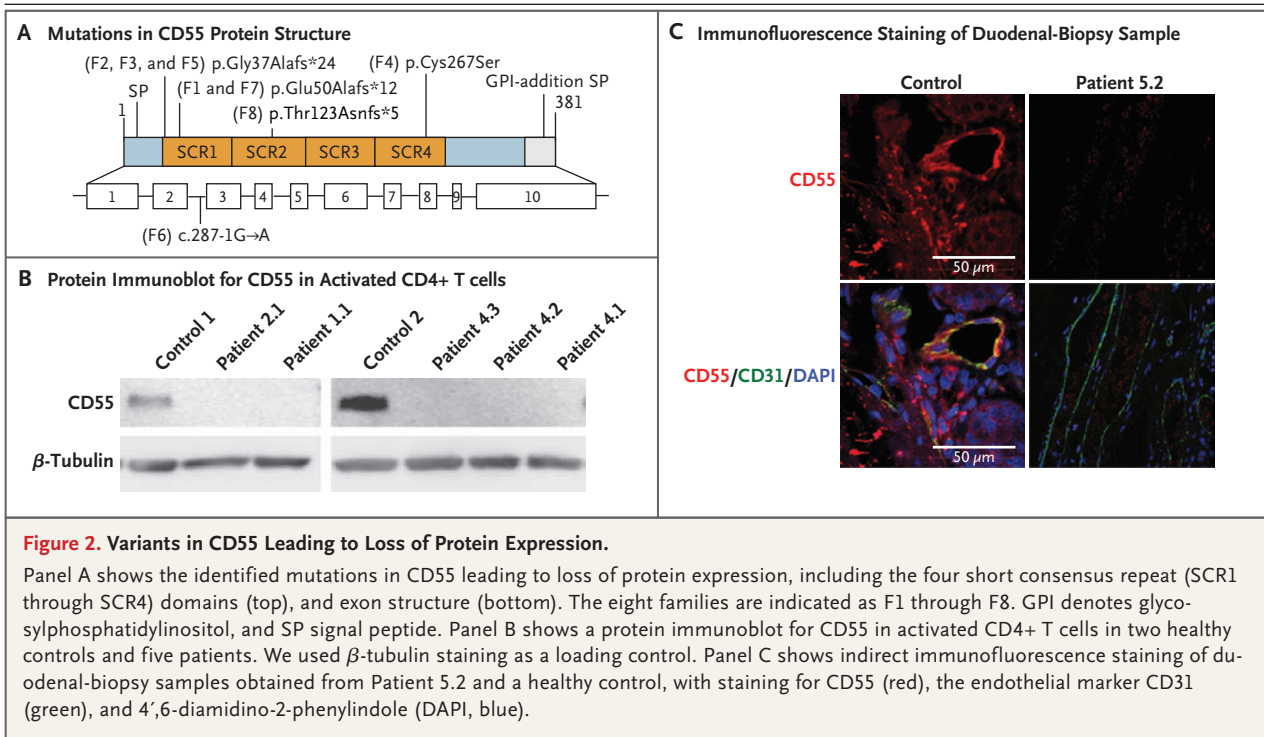 A Mutations in CD55 Protein Structure
(F2, F3, and F5) p.Gly37Alafs*24
(F4) p.Cys267Ser
SP
(F1 and F7) p.Glu50Alafs*12
GPI-addition SP
1
(F8) p.Thr123Asnfs*5
381
SCR1 SCR2 SCR3 SCR4
1 2 3 4 5 6 7 8 9 10
(F6) c.287-1G→A
B Protein Immunoblot for CD55 in Activated CD4+ T cells
Control 1 Patient 2.1 Patient 1.1 Control 2 Patient 4.3 Patient 4.2 Patient 4.1
CD55
β-Tubulin
C Immunofluorescence Staining of Duodenal-Biopsy Sample
Control Patient 5.2
CD55
50 μm
CD55/CD31/DAPI
50 μm
Figure 2. Variants in CD55 Leading to Loss of Protein Expression.
Panel A shows the identified mutations in CD55 leading to loss of protein expression, including the four short consensus repeat (SCR1
through SCR4) domains (top), and exon structure (bottom). The eight families are indicated as F1 through F8. GPI denotes glyco-
sylphosphatidylinositol, and SP signal peptide. Panel B shows a protein immunoblot for CD55 in activated CD4+ T cells in two healthy
controls and five patients. We used β-tubulin staining as a loading control. Panel C shows indirect immunofluorescence staining of du-
odenal-biopsy samples obtained from Patient 5.2 and a healthy control, with staining for CD55 (red), the endothelial marker CD31
(green), and 4′,6-diamidino-2-phenylindole (DAPI, blue).